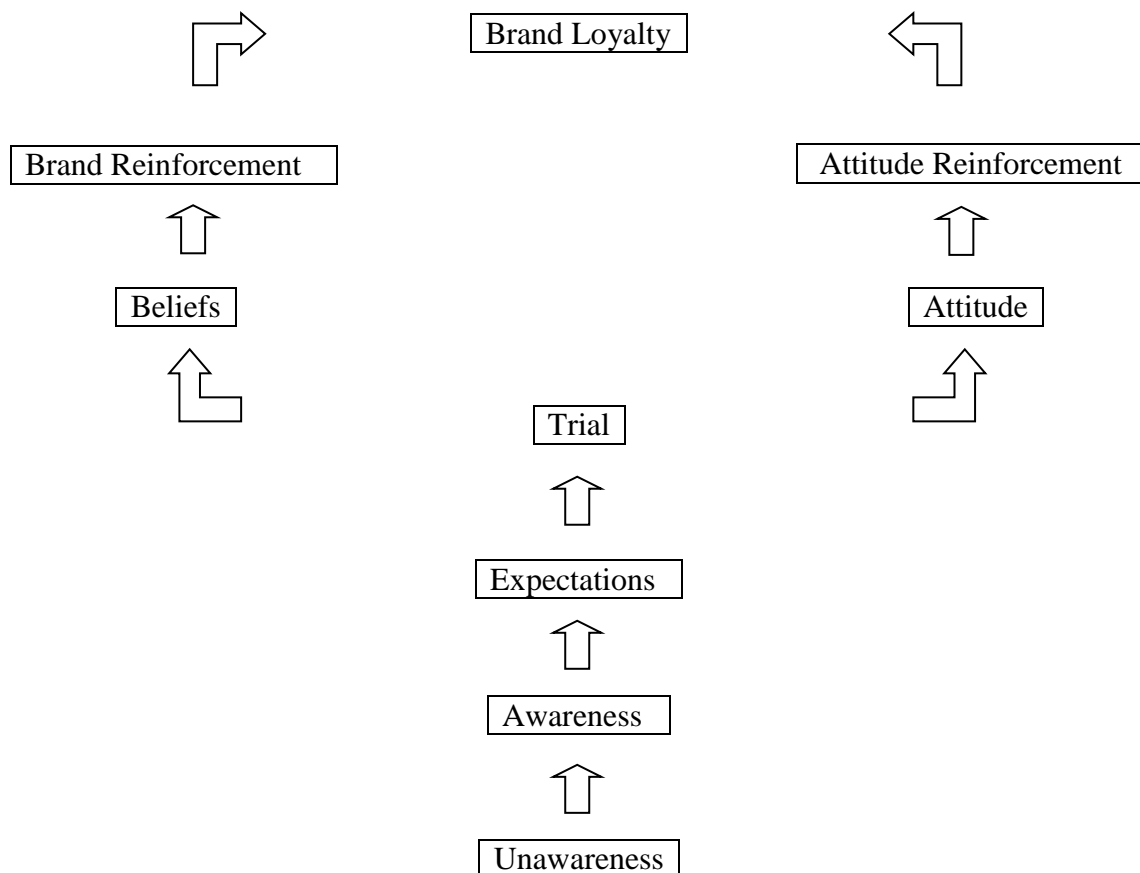 Brand Loyalty
Brand Reinforcement
Attitude Reinforcement
Beliefs
Attitude
Trial
Expectations
Awareness
Unawareness